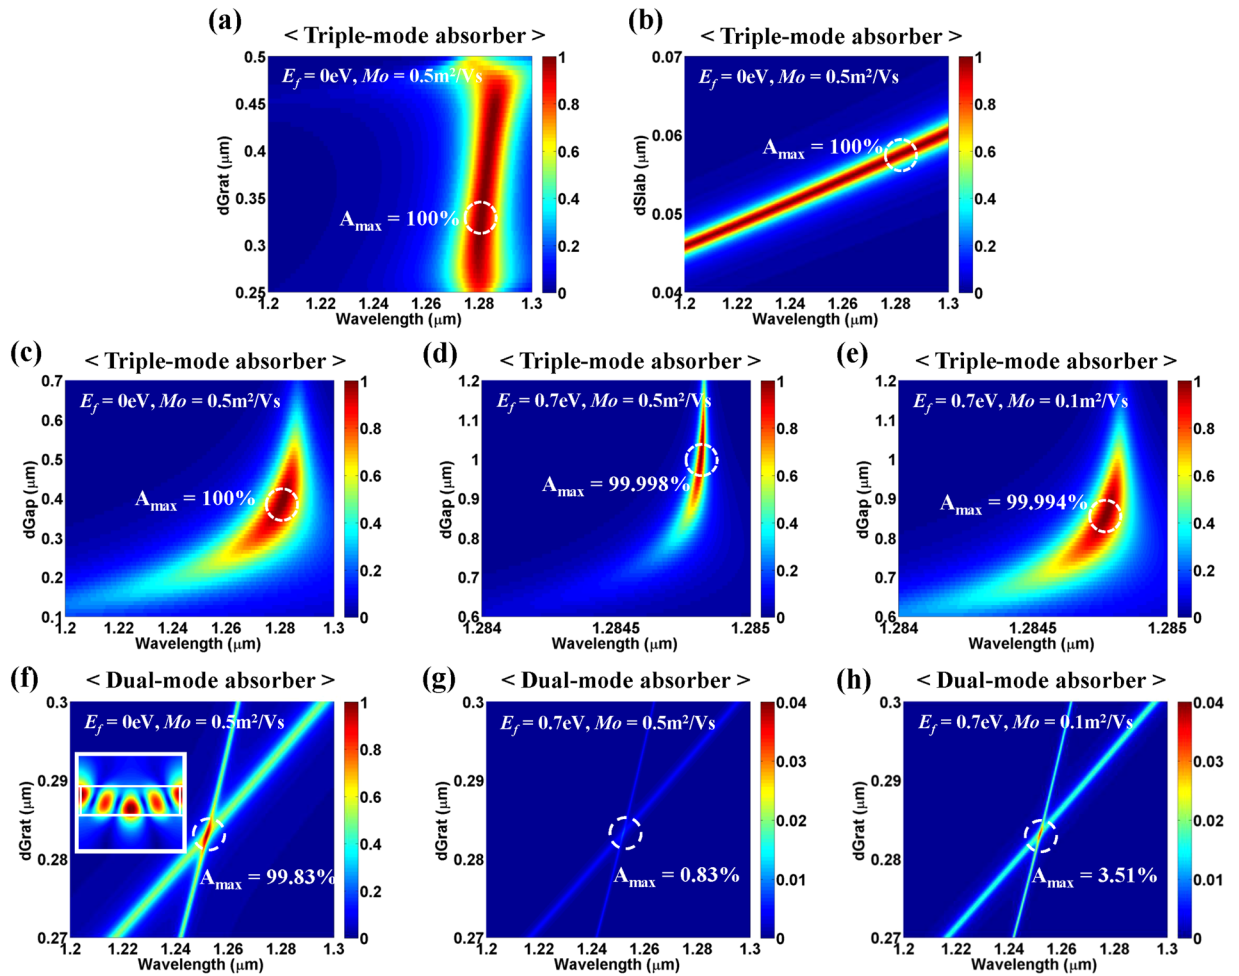 (a)
< Triple-mode absorber >
E_f = 0eV, Mo = 0.5m²/Vs
A_max = 100%
dGrat (μm)
0.5
0.45
0.4
0.35
0.3
0.25
1.2 1.22 1.24 1.26 1.28 1.3
Wavelength (μm)
1
0.8
0.6
0.4
0.2
0
(b)
< Triple-mode absorber >
E_f = 0eV, Mo = 0.5m²/Vs
A_max = 100%
dSlab (μm)
0.07
0.06
0.05
0.04
1.2 1.22 1.24 1.26 1.28 1.3
Wavelength (μm)
1
0.8
0.6
0.4
0.2
0
(c)
< Triple-mode absorber >
E_f = 0eV, Mo = 0.5m²/Vs
A_max = 100%
dGap (μm)
0.7
0.6
0.5
0.4
0.3
0.2
0.1
1.2 1.22 1.24 1.26 1.28 1.3
Wavelength (μm)
1
0.8
0.6
0.4
0.2
0
(d)
< Triple-mode absorber >
E_f = 0.7eV, Mo = 0.5m²/Vs
A_max = 99.998%
dGap (μm)
1.2
1.1
1
0.9
0.8
0.7
0.6
1.284 1.2845 1.285
Wavelength (μm)
1
0.8
0.6
0.4
0.2
0
(e)
< Triple-mode absorber >
E_f = 0.7eV, Mo = 0.1m²/Vs
A_max = 99.994%
dGap (μm)
1.2
1.1
1
0.9
0.8
0.7
0.6
1.284 1.2845 1.285
Wavelength (μm)
1
0.8
0.6
0.4
0.2
0
(f)
< Dual-mode absorber >
E_f = 0eV, Mo = 0.5m²/Vs
A_max = 99.83%
dGrat (μm)
0.3
0.29
0.28
0.27
1.2 1.22 1.24 1.26 1.28 1.3
Wavelength (μm)
1
0.8
0.6
0.4
0.2
0
(g)
< Dual-mode absorber >
E_f = 0.7eV, Mo = 0.5m²/Vs
A_max = 0.83%
dGrat (μm)
0.3
0.29
0.28
0.27
1.2 1.22 1.24 1.26 1.28 1.3
Wavelength (μm)
0.04
0.03
0.02
0.01
0
(h)
< Dual-mode absorber >
E_f = 0.7eV, Mo = 0.1m²/Vs
A_max = 3.51%
dGrat (μm)
0.3
0.29
0.28
0.27
1.2 1.22 1.24 1.26 1.28 1.3
Wavelength (μm)
0.04
0.03
0.02
0.01
0